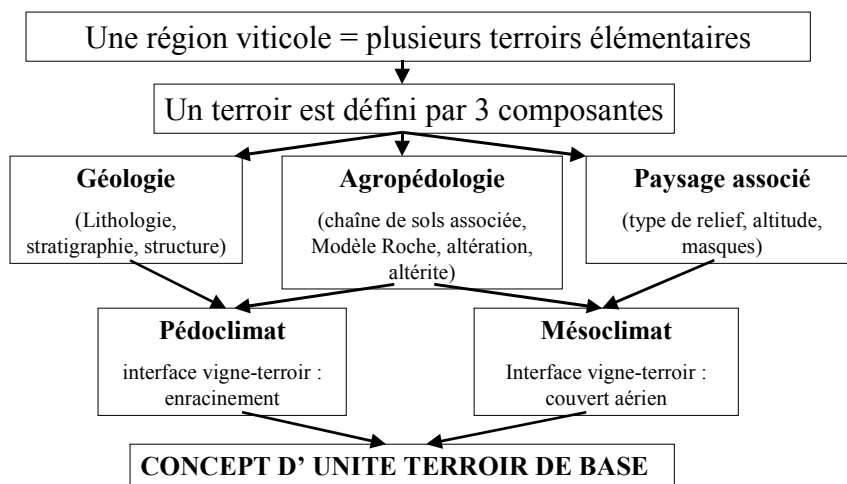 Une région viticole = plusieurs terroirs élémentaires
Un terroir est défini par 3 composantes
Géologie
(Lithologie,
stratigraphie, structure)
Agropédologie
(chaîne de sols associée,
Modèle Roche, altération,
altérite)
Paysage associé
(type de relief, altitude,
masques)
Pédoclimat
interface vigne-terroir :
enracinement
Mésoclimat
Interface vigne-terroir :
couvert aérien
CONCEPT D' UNITE TERROIR DE BASE